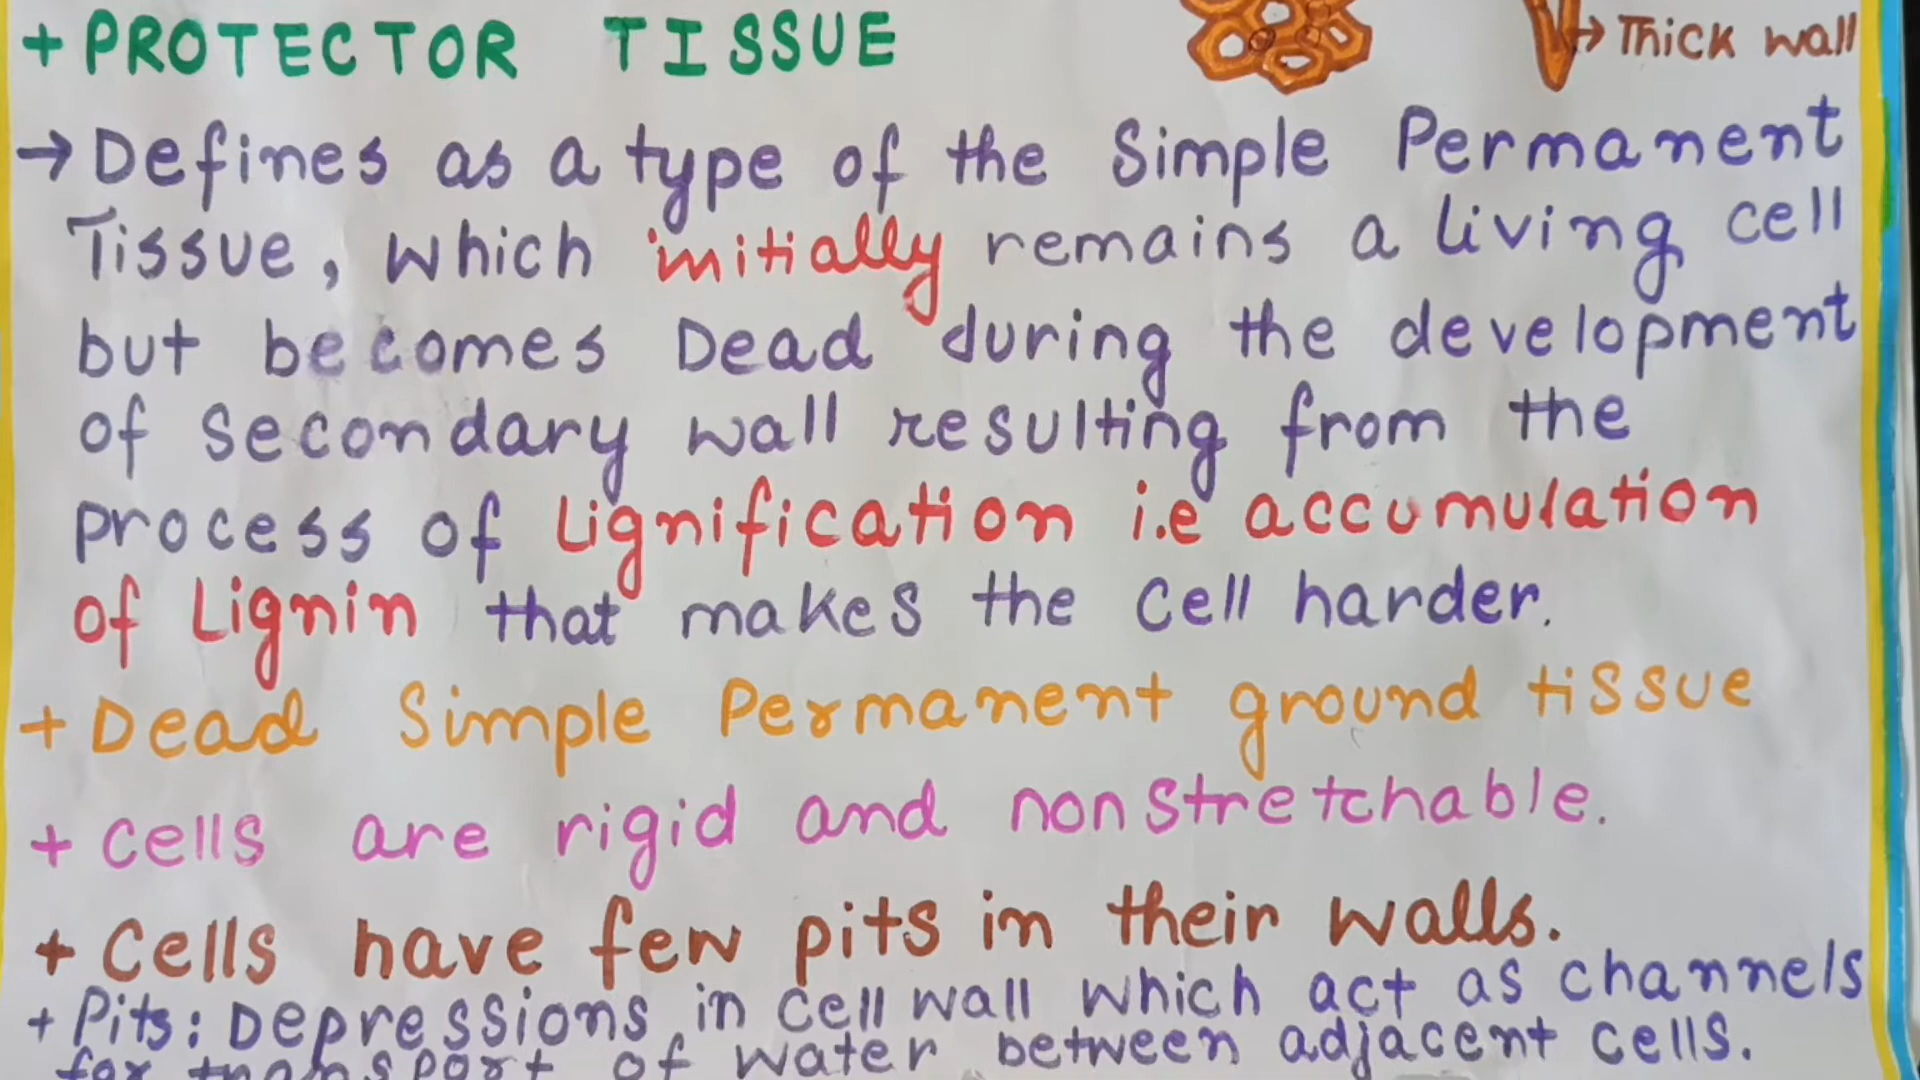 + PROTECTOR TISSUE
→ Thick wall
→ Defines as a type of the Simple Permanent
Tissue, which initially remains a living cell
but becomes Dead during the development
of secondary wall resulting from the
process of Lignification i.e accumulation
of Lignin that makes the cell harder.
+ Dead Simple Permanent ground tissue
+ cells are rigid and nonstretchable.
+ Cells have few pits in their walls.
+ Pits: Depressions in cell wall which act as channels
for transport of water between adjacent cells.